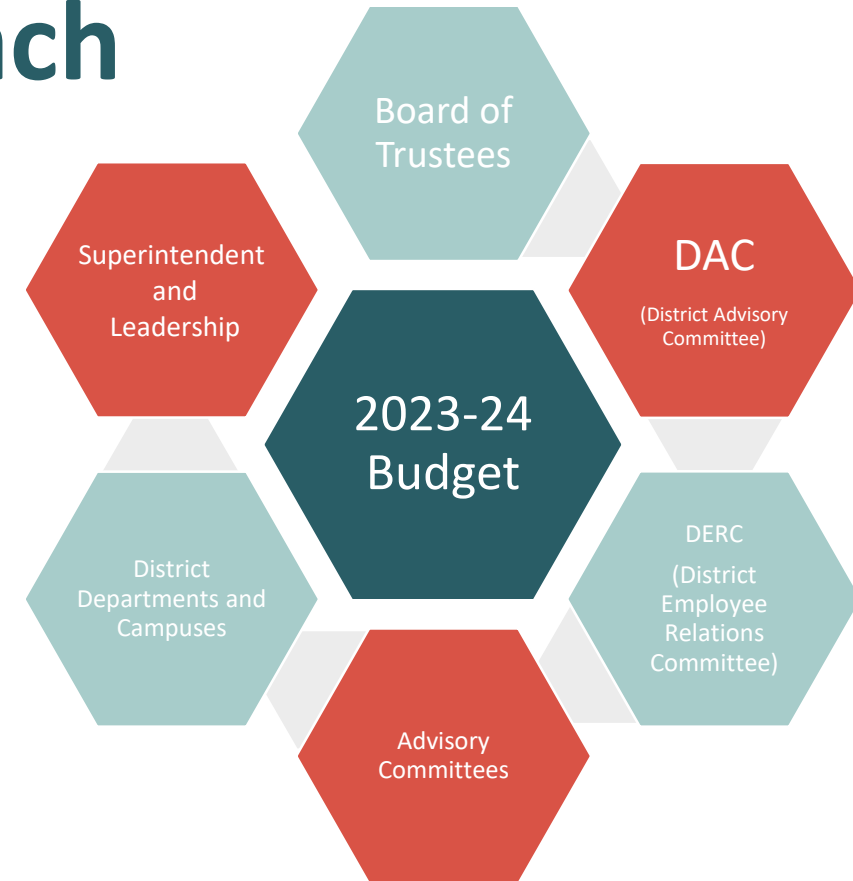 Board of
Trustees
Superintendent
and
Leadership
DAC
(District Advisory
Committee)
2023-24
Budget
District
Departments and
Campuses
DERC
(District
Employee
Relations
Committee)
Advisory
Committees